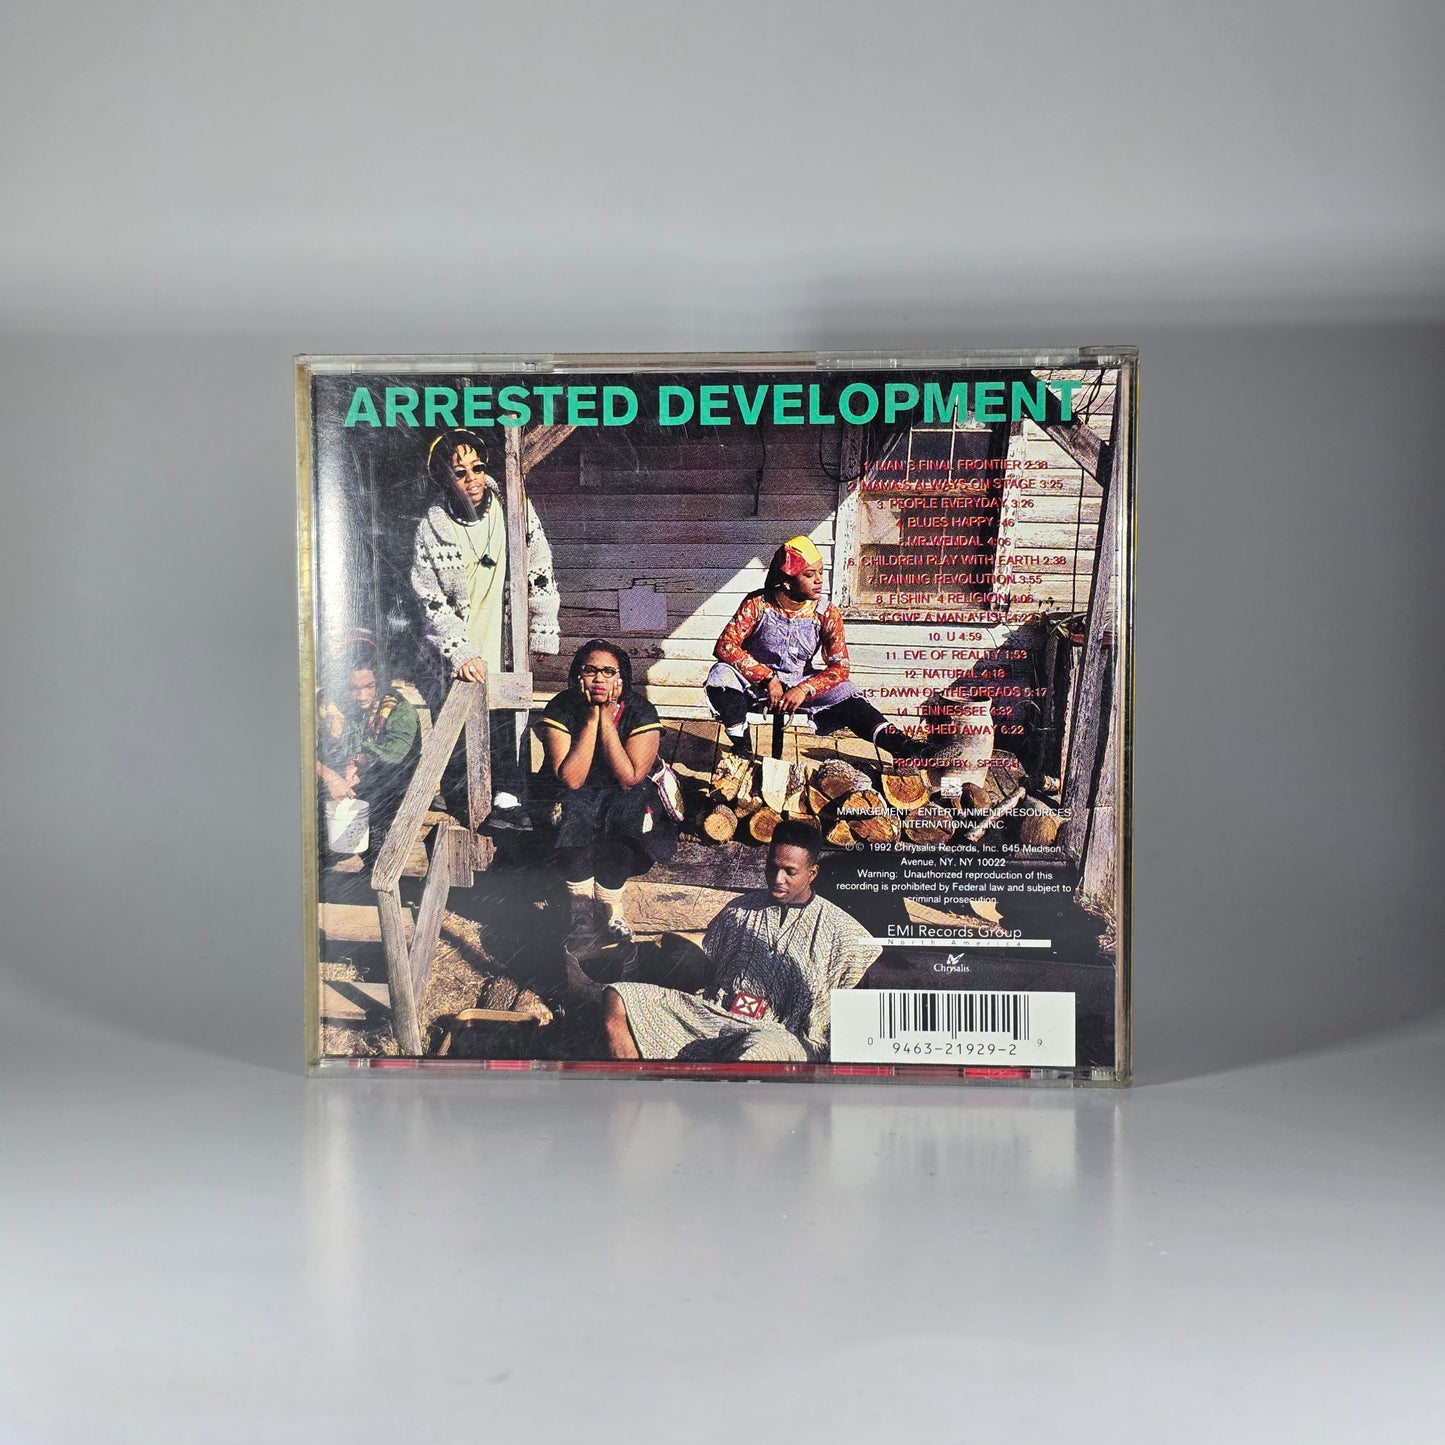 ARRESTED DEVELOPMENT
1. MAN'S FINAL FRONTIER 2:38
2. MAMA'S ALWAYS ON STAGE 3:25
3. PEOPLE EVERYDAY 3:26
4. BLUES HAPPY :46
5. MR. WENDAL 4:06
6. CHILDREN PLAY WITH EARTH 2:38
7. RAINING REVOLUTION 3:55
8. FISHIN' 4 RELIGION 4:06
9. GIVE A MAN A FISH 4:22
10. U 4:59
11. EVE OF REALITY 1:53
12. NATURAL 4:18
13. DAWN OF THE DREADS 5:17
14. TENNESSEE 4:32
15. WASHED AWAY 6:22
PRODUCED BY: SPEECH
MANAGEMENT: ENTERTAINMENT RESOURCES
INTERNATIONAL, INC.
℗ © 1992 Chrysalis Records, Inc. 645 Madison
Avenue, NY, NY 10022
Warning: Unauthorized reproduction of this
recording is prohibited by Federal law and subject to
criminal prosecution.
EMI Records Group
North America
Chrysalis
0 9463-21929-2 9